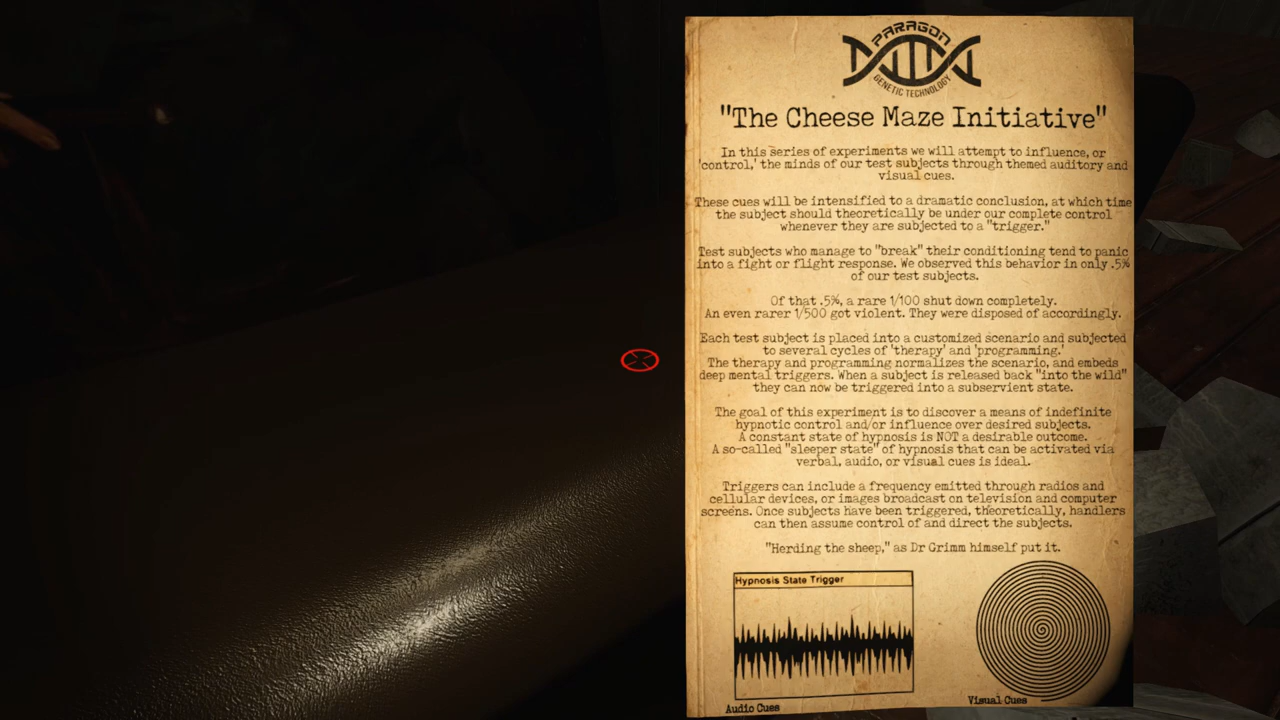 PARAGON
GENETIC TECHNOLOGY
"The Cheese Maze Initiative"
In this series of experiments we will attempt to influence, or
'control,' the minds of our test subjects through themed auditory and
visual cues.
These cues will be intensified to a dramatic conclusion, at which time
the subject should theoretically be under our complete control
whenever they are subjected to a "trigger."
Test subjects who manage to "break" their conditioning tend to panic
into a fight or flight response. We observed this behavior in only .5%
of our test subjects.
Of that .5%, a rare 1/100 shut down completely.
An even rarer 1/500 got violent. They were disposed of accordingly.
Each test subject is placed into a customized scenario and subjected
to several cycles of 'therapy' and 'programming.'
The therapy and programming normalizes the scenario, and embeds
deep mental triggers. When a subject is released back "into the wild"
they can now be triggered into a subservient state.
The goal of this experiment is to discover a means of indefinite
hypnotic control and/or influence over desired subjects.
A constant state of hypnosis is NOT a desirable outcome.
A so-called "sleeper state" of hypnosis that can be activated via
verbal, audio, or visual cues is ideal.
Triggers can include a frequency emitted through radios and
cellular devices, or images broadcast on television and computer
screens. Once subjects have been triggered, theoretically, handlers
can then assume control of and direct the subjects.
"Herding the sheep," as Dr Grimm himself put it.
Hypnosis State Trigger
Audio Cues
Visual Cues